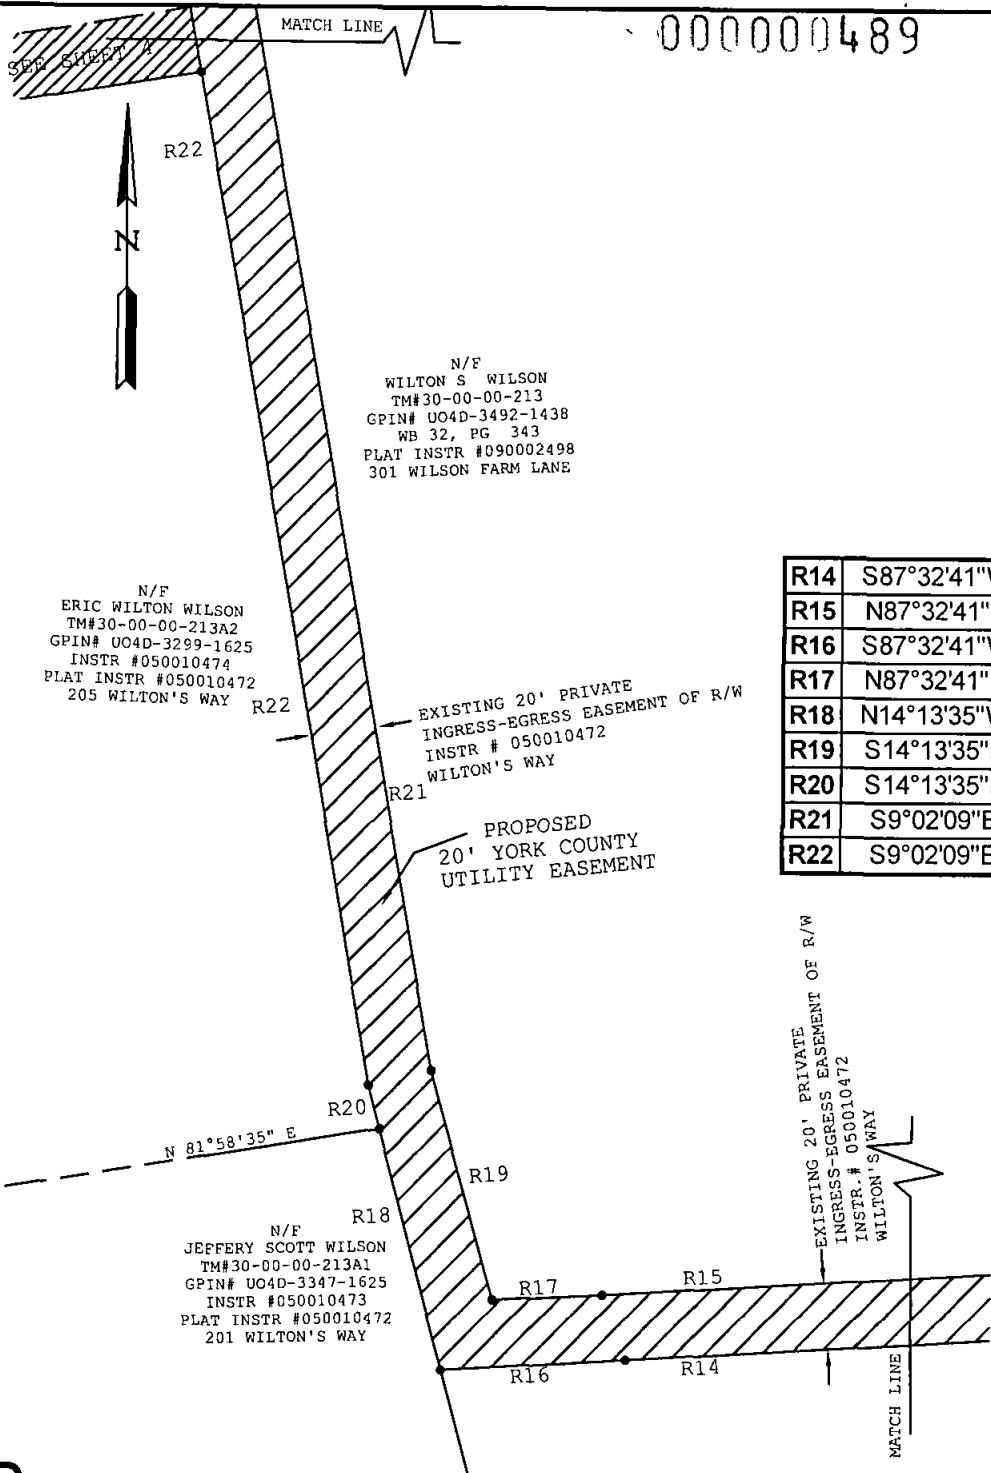 MATCH LINE
000000489
SEE SHEET A
R22
N
N/F
WILTON S WILSON
TM#30-00-00-213
GPIN# UO4D-3492-1438
WB 32, PG 343
PLAT INSTR #090002498
301 WILSON FARM LANE
N/F
ERIC WILTON WILSON
TM#30-00-00-213A2
GPIN# UO4D-3299-1625
INSTR #050010474
PLAT INSTR #050010472
205 WILTON'S WAY
R22
EXISTING 20' PRIVATE
INGRESS-EGRESS EASEMENT OF R/W
INSTR # 050010472
WILTON'S WAY
R21
PROPOSED
20' YORK COUNTY
UTILITY EASEMENT
R14 S87°32'41"
R15 N87°32'41"
R16 S87°32'41"
R17 N87°32'41"
R18 N14°13'35"
R19 S14°13'35"
R20 S14°13'35"
R21 S9°02'09"E
R22 S9°02'09"E
EXISTING 20' PRIVATE
INGRESS-EGRESS EASEMENT OF R/W
INSTR.# 050010472
WILTON'S WAY
R20
N 81°58'35" E
R19
R18
N/F
JEFFERY SCOTT WILSON
TM#30-00-00-213A1
GPIN# UO4D-3347-1625
INSTR #050010473
PLAT INSTR #050010472
201 WILTON'S WAY
R17
R15
R16
R14
MATCH LINE